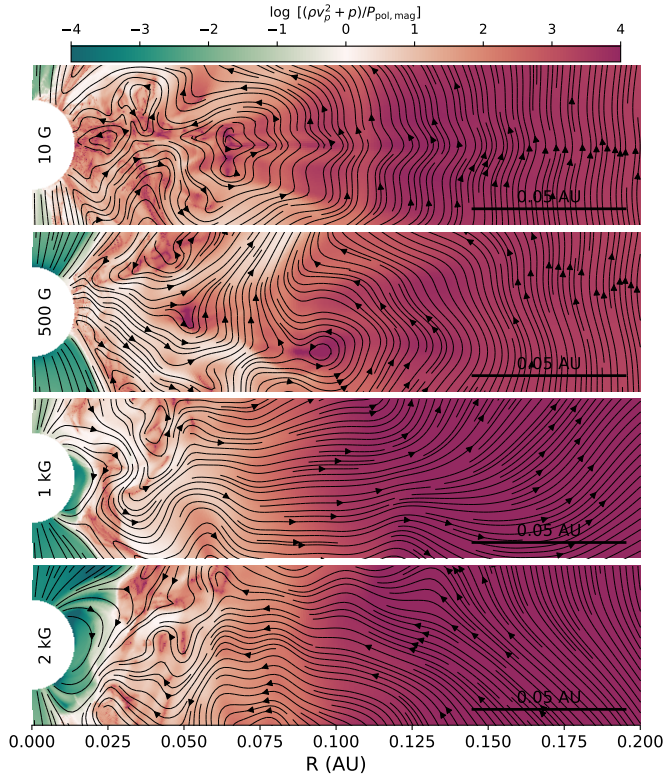 log [(ρv_p^2 + p)/P_pol,mag]
−4 −3 −2 −1 0 1 2 3 4
10 G
0.05 AU
500 G
0.05 AU
1 kG
0.05 AU
2 kG
0.05 AU
0.000 0.025 0.050 0.075 0.100 0.125 0.150 0.175 0.200
R (AU)